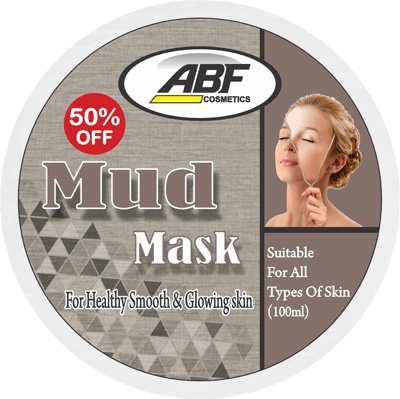 ABF
COSMETICS
50%
OFF
Mud
Mask
For Healthy Smooth & Glowing skin
Suitable
For All
Types Of Skin
(100ml)